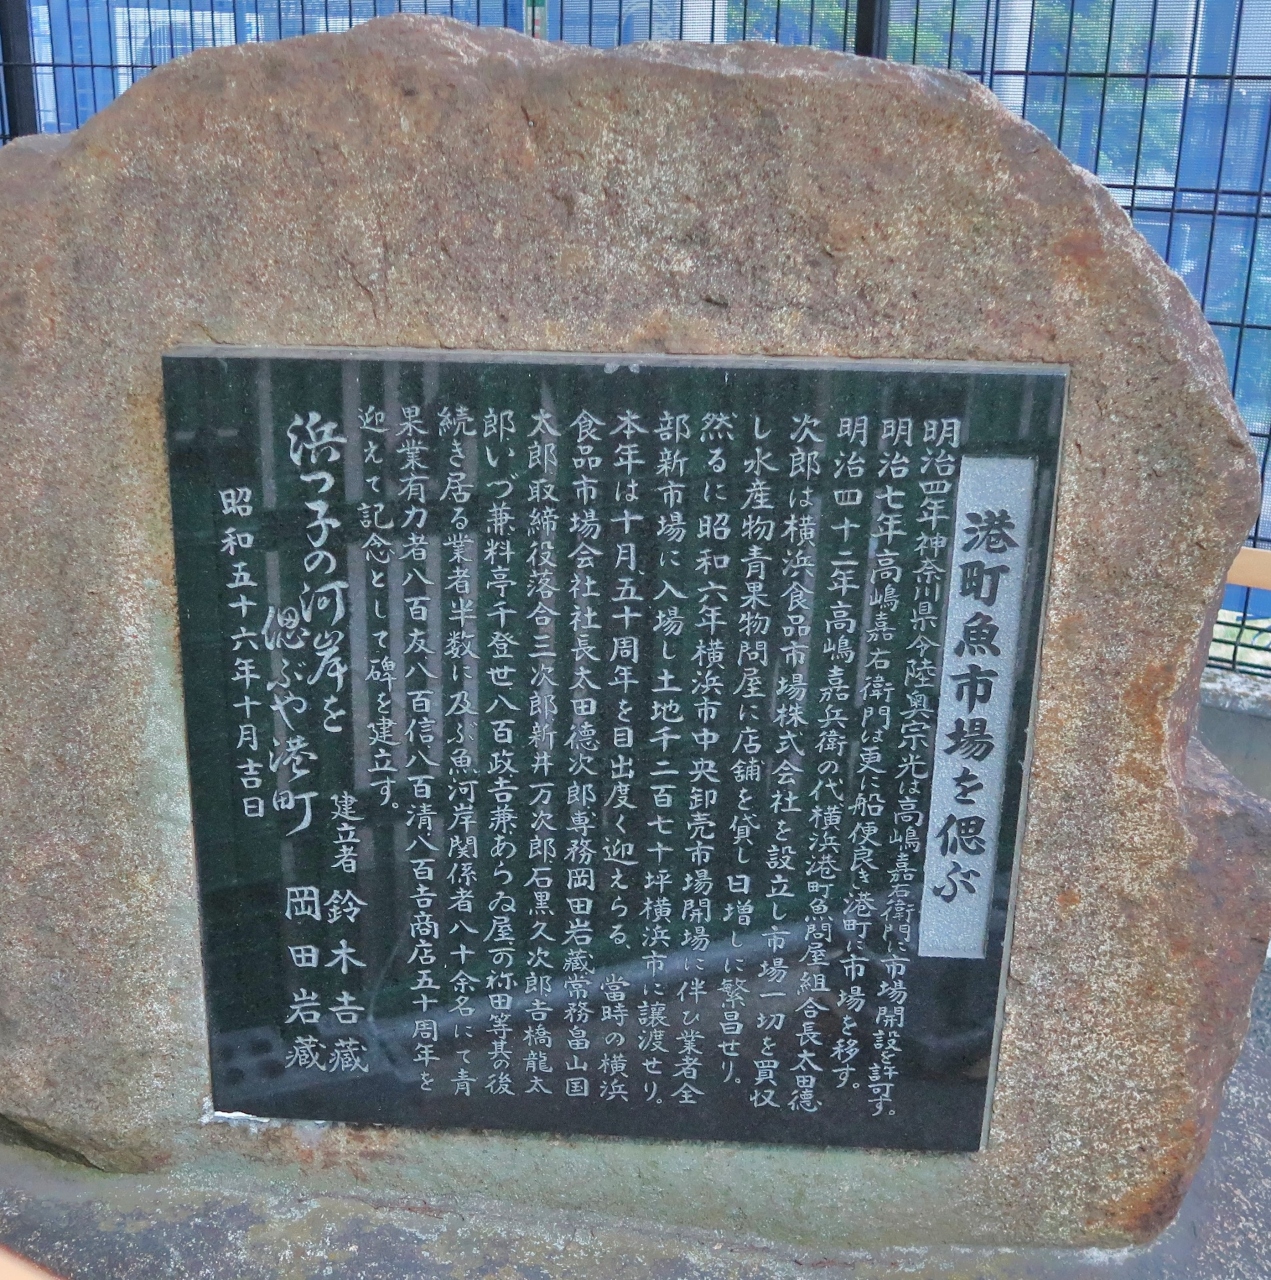 港町魚市場を偲ぶ
明治四年神奈川県令陸奥宗光は高嶋嘉右衛門に市場開設を許可す。
明治七年高嶋嘉右衛門は更に船便良き港町に市場を移す。
明治四十二年高嶋嘉兵衛の代横浜港町魚問屋組合長太田徳
次郎は横浜食品市場株式会社を設立し市場一切を買収
し水産物青果物問屋に店舗を貸し日増しに繁昌せり。
然るに昭和六年横浜市中央卸売市場開場に伴ひ業者全
部新市場に入場し土地千二百七十坪横浜市に譲渡せり。
本年は十月五十周年を目出度く迎えらる、當時の横浜
食品市場会社社長太田徳次郎専務岡田岩蔵常務畠山国
太郎取締役落合三次郎新井万次郎石黒久次郎吉橋龍太
郎いづ兼料亭千登世八百政吉兼あらゐ屋の祢田等其の後
続き居る業者半数に及ぶ魚河岸関係者八十余名にて青
果業有力者八百友八百信八百清八百吉商店五十周年を
迎えて記念として碑を建立す。
建立者 鈴木吉蔵
岡田岩蔵
浜っ子の河岸を
偲ぶや港町
昭和五十六年十月吉日